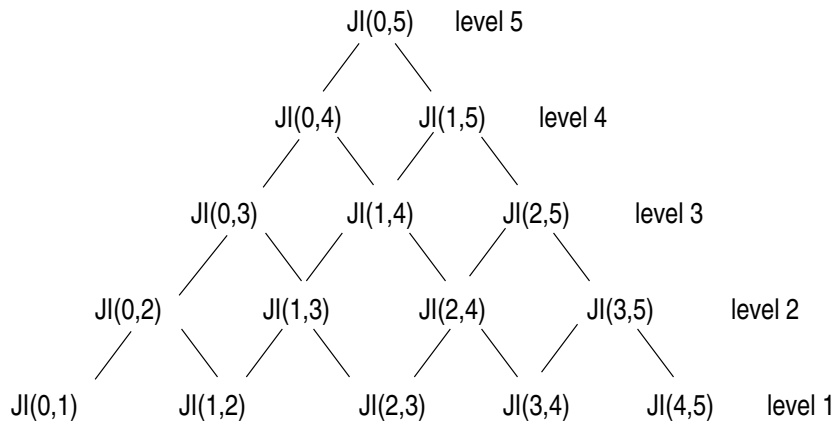 JI(0,5) level 5
JI(0,4) JI(1,5) level 4
JI(0,3) JI(1,4) JI(2,5) level 3
JI(0,2) JI(1,3) JI(2,4) JI(3,5) level 2
JI(0,1) JI(1,2) JI(2,3) JI(3,4) JI(4,5) level 1